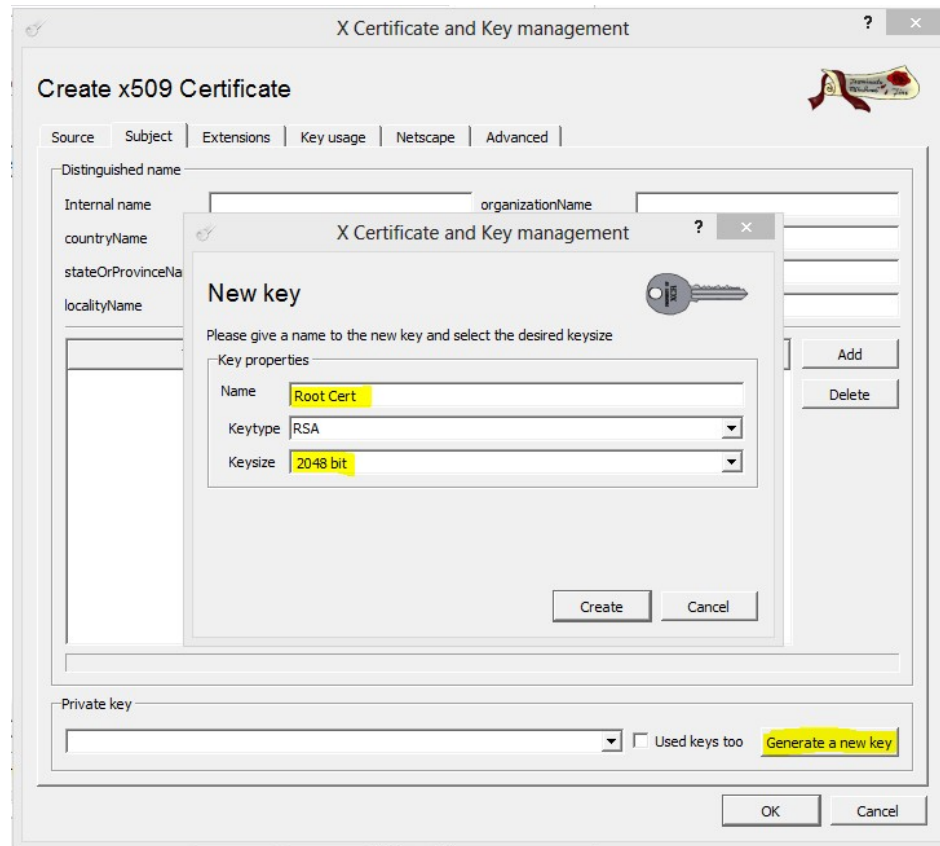 X Certificate and Key management ? ×
Create x509 Certificate
Source Subject Extensions Key usage Netscape Advanced
Distinguished name
Internal name organizationName
countryName
stateOrProvinceNa
localityName
X Certificate and Key management ? ×
New key
Please give a name to the new key and select the desired keysize
Key properties
Name Root Cert
Keytype RSA
Keysize 2048 bit
Create Cancel
Add
Delete
Private key
Used keys too Generate a new key
OK Cancel